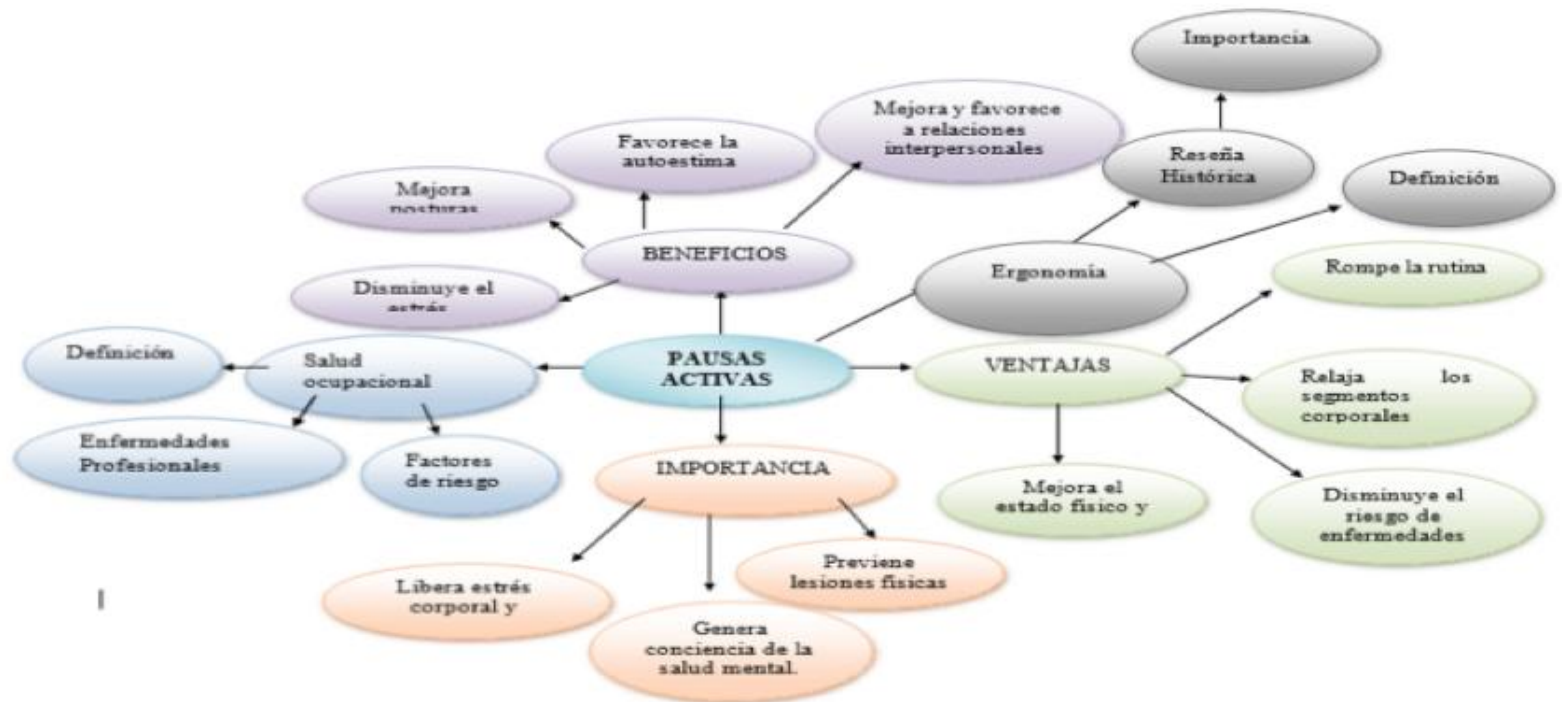 Importancia
Mejora y favorece
a relaciones
interpersonales
Favorece la
autoestima
Reseña
Histórica
Definición
Mejora
posturas
BENEFICIOS
Ergonomía
Rompe la rutina
Disminuye el
estrés
Definición
Salud
ocupacional
PAUSAS
ACTIVAS
VENTAJAS
Relaja los
segmentos
corporales
Enfermedades
Profesionales
Factores
de riesgo
IMPORTANCIA
Mejora el
estado físico y
Disminuye el
riesgo de
enfermedades
Previene
lesiones físicas
Libera estrés
corporal y
Genera
conciencia de la
salud mental.